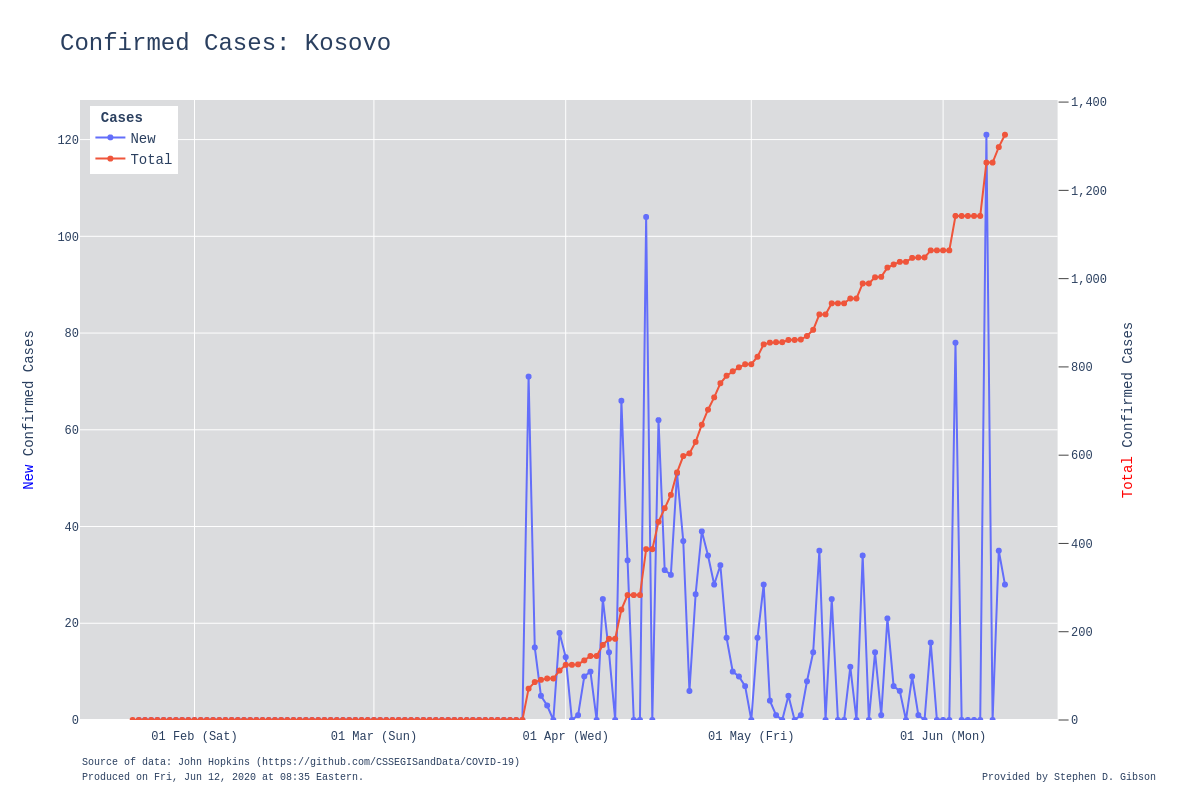 Confirmed Cases: Kosovo
Cases
New
Total
120
100
80
60
40
20
0
1,400
1,200
1,000
800
600
400
200
0
New Confirmed Cases
Total Confirmed Cases
01 Feb (Sat)
01 Mar (Sun)
01 Apr (Wed)
01 May (Fri)
01 Jun (Mon)
Source of data: John Hopkins (https://github.com/CSSEGISandData/COVID-19)
Produced on Fri, Jun 12, 2020 at 08:35 Eastern.
Provided by Stephen D. Gibson